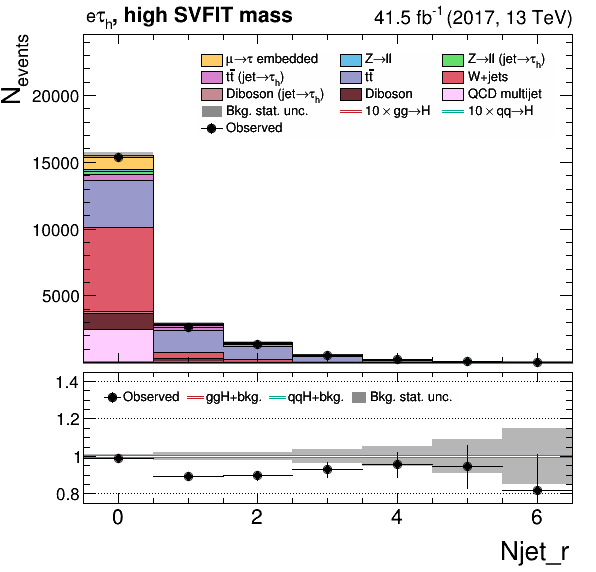 eτh, high SVFIT mass 41.5 fb⁻¹ (2017, 13 TeV)
Nevents
μ→τ embedded Z→ll Z→ll (jet→τh)
tt̄ (jet→τh) tt̄ W+jets
Diboson (jet→τh) Diboson QCD multijet
Bkg. stat. unc. 10×gg→H 10×qq→H
Observed
20000
15000
10000
5000
1.4
Observed ggH+bkg. qqH+bkg. Bkg. stat. unc.
1.2
1
0.8
0 2 4 6
Njet_r